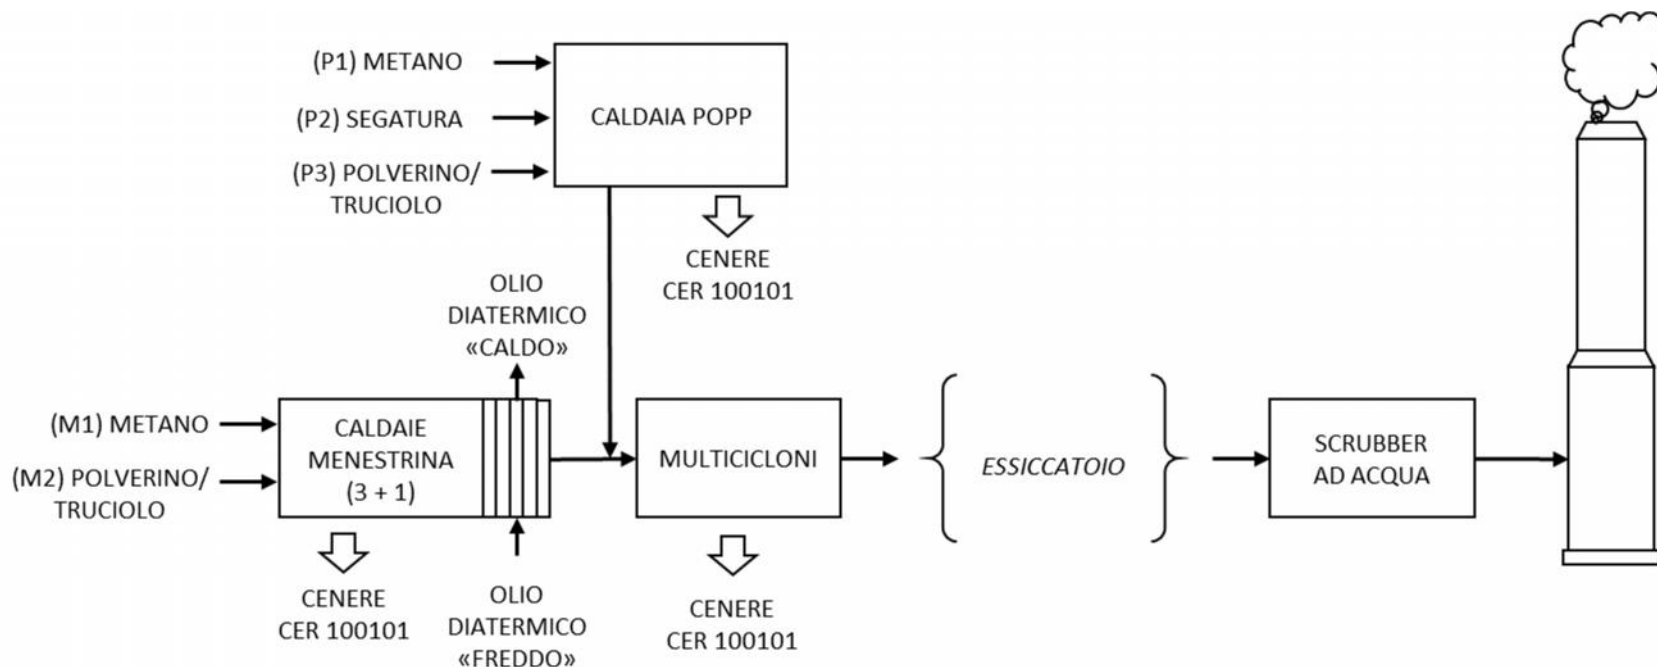 (P1) METANO
(P2) SEGATURA
(P3) POLVERINO/
TRUCIOLO
CALDAIA POPP
CENERE
CER 100101
OLIO
DIATERMICO
«CALDO»
(M1) METANO
(M2) POLVERINO/
TRUCIOLO
CALDAIE
MENESTRINA
(3 + 1)
MULTICICLONI
ESSICCATOIO
SCRUBBER
AD ACQUA
CENERE
CER 100101
OLIO
DIATERMICO
«FREDDO»
CENERE
CER 100101